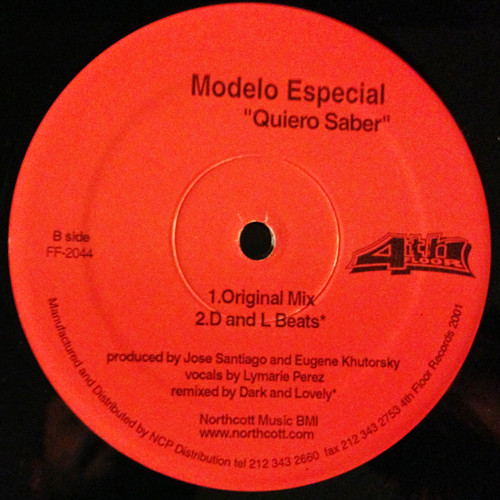 Modelo Especial
"Quiero Saber"
B side
FF-2044
4th
FLOOR
1.Original Mix
2.D and L Beats*
produced by Jose Santiago and Eugene Khutorsky
vocals by Lymarie Perez
remixed by Dark and Lovely*
Northcott Music BMI
www.northcott.com
Manufactured and Distributed by NCP Distribution tel 212 343 2660 fax 212 343 2753 4th Floor Records 2001